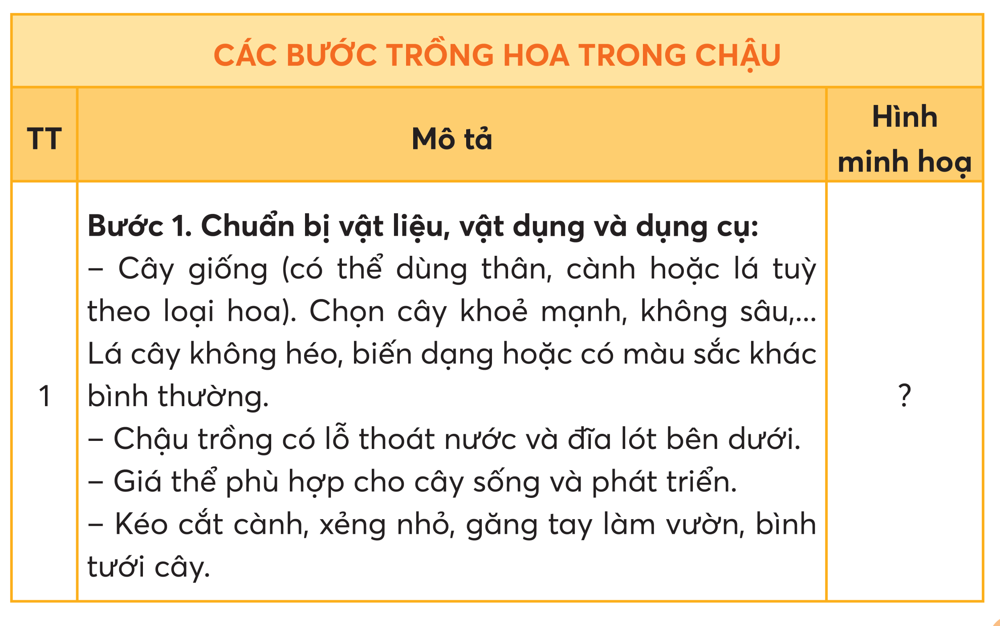 CÁC BƯỚC TRỒNG HOA TRONG CHẬU
TT
Mô tả
Hình
minh hoạ
1
Bước 1. Chuẩn bị vật liệu, vật dụng và dụng cụ:
– Cây giống (có thể dùng thân, cành hoặc lá tuỳ
theo loại hoa). Chọn cây khoẻ mạnh, không sâu,...
Lá cây không héo, biến dạng hoặc có màu sắc khác
bình thường.
– Chậu trồng có lỗ thoát nước và đĩa lót bên dưới.
– Giá thể phù hợp cho cây sống và phát triển.
– Kéo cắt cành, xẻng nhỏ, găng tay làm vườn, bình
tưới cây.
?